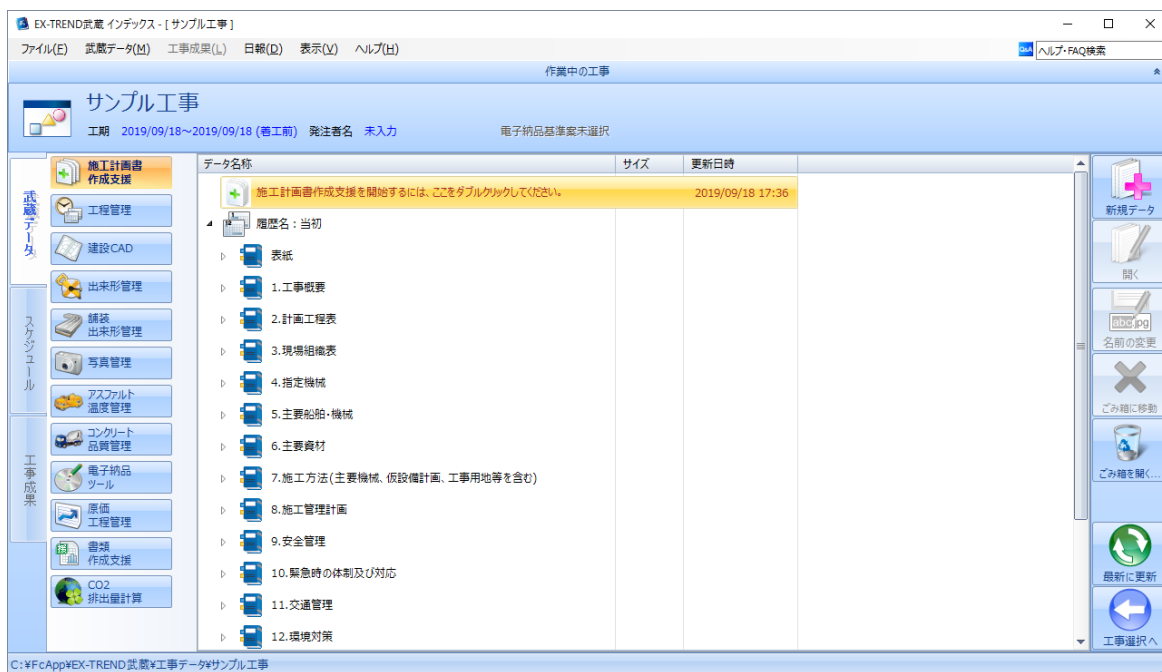 EX-TREND武蔵 インデックス - [ サンプル工事 ]
ファイル(F) 武蔵データ(M) 工事成果(L) 日報(D) 表示(V) ヘルプ(H)
Q&A ヘルプ・FAQ検索
作業中の工事
サンプル工事
工期 2019/09/18～2019/09/18 (着工前) 発注者名 未入力 電子納品基準案未選択
武蔵データ
スケジュール
工事成果
施工計画書
作成支援
工程管理
建設CAD
出来形管理
舗装
出来形管理
写真管理
アスファルト
温度管理
コンクリート
品質管理
電子納品
ツール
原価
工程管理
書類
作成支援
CO2
排出量計算
データ名称 サイズ 更新日時
施工計画書作成支援を開始するには、ここをダブルクリックしてください。 2019/09/18 17:36
履歴名：当初
表紙
1.工事概要
2.計画工程表
3.現場組織表
4.指定機械
5.主要船舶・機械
6.主要資材
7.施工方法(主要機械、仮設備計画、工事用地等を含む)
8.施工管理計画
9.安全管理
10.緊急時の体制及び対応
11.交通管理
12.環境対策
新規データ
開く
abc.jpg
名前の変更
ごみ箱に移動
ごみ箱を開く...
最新に更新
工事選択へ
C:¥FcApp¥EX-TREND武蔵¥工事データ¥サンプル工事